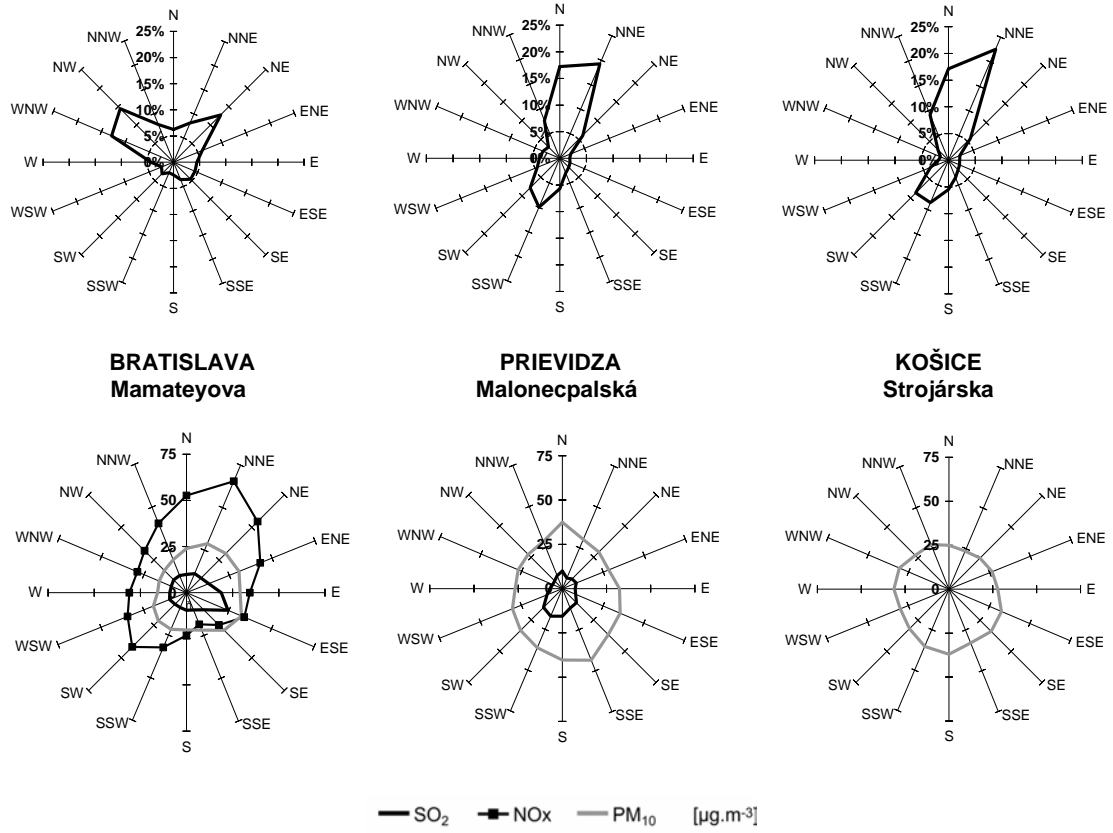 N
NNE
NE
ENE
E
ESE
SE
SSE
S
SSW
SW
WSW
W
WNW
NW
NNW
25%
20%
15%
10%
5%
0%
N
NNE
NE
ENE
E
ESE
SE
SSE
S
SSW
SW
WSW
W
WNW
NW
NNW
25%
20%
15%
10%
5%
0%
N
NNE
NE
ENE
E
ESE
SE
SSE
S
SSW
SW
WSW
W
WNW
NW
NNW
25%
20%
15%
10%
5%
0%
BRATISLAVA
Mamateyova
PRIEVIDZA
Malonecpalská
KOŠICE
Strojárska
N
NNE
NE
ENE
E
ESE
SE
SSE
S
SSW
SW
WSW
W
WNW
NW
NNW
75
50
25
0
N
NNE
NE
ENE
E
ESE
SE
SSE
S
SSW
SW
WSW
W
WNW
NW
NNW
75
50
25
0
N
NNE
NE
ENE
E
ESE
SE
SSE
S
SSW
SW
WSW
W
WNW
NW
NNW
75
50
25
0
SO₂ NOx PM₁₀ [µg.m⁻³]